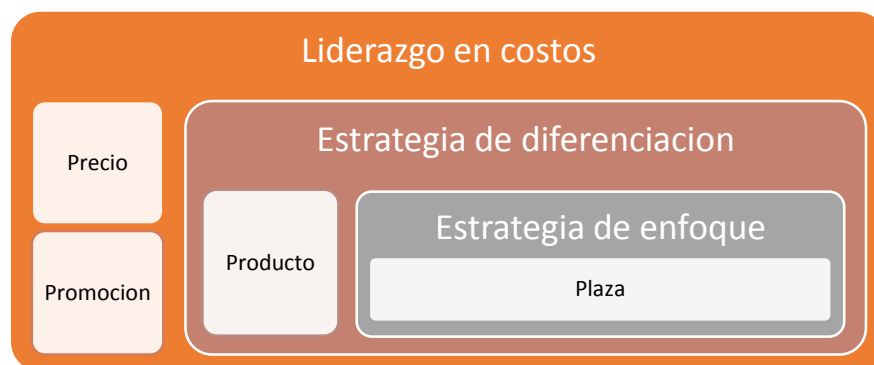 Liderazgo en costos
Precio
Promocion
Estrategia de diferenciacion
Producto
Estrategia de enfoque
Plaza